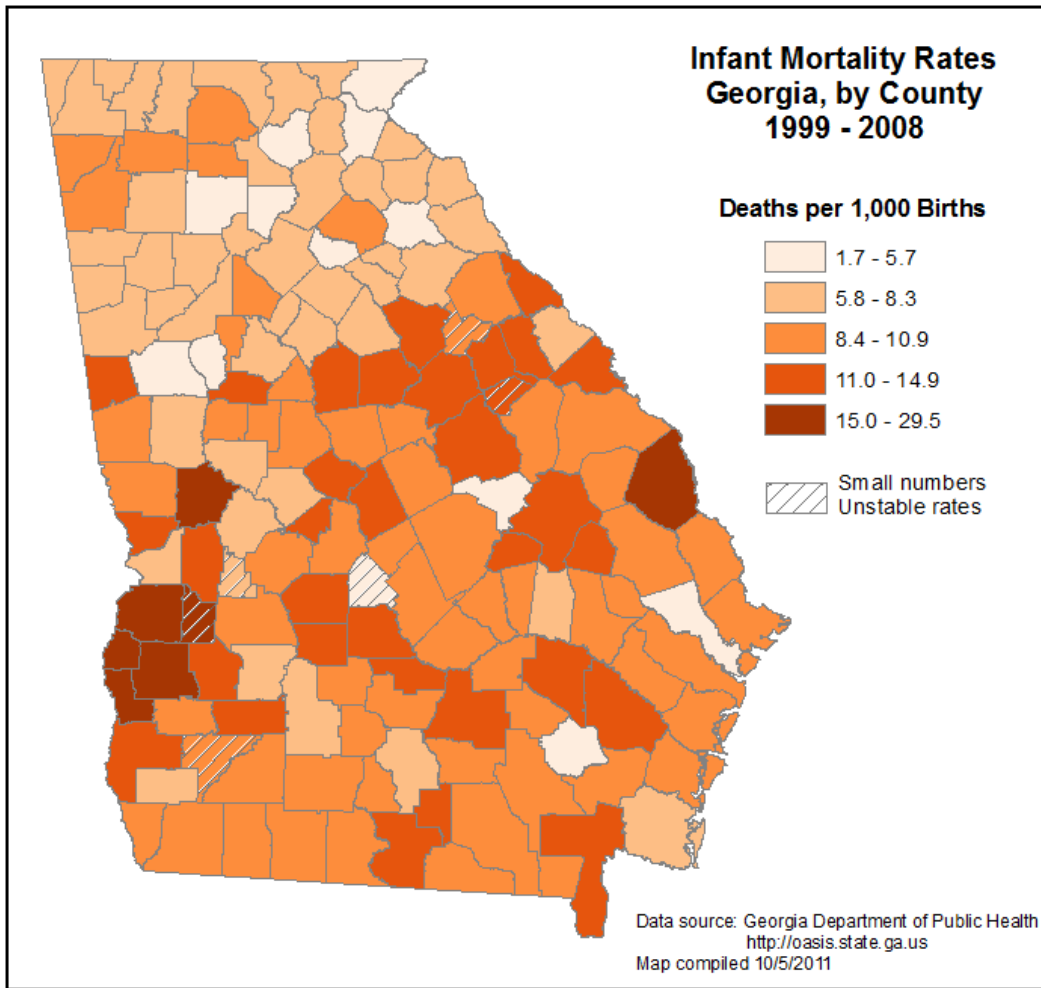 Infant Mortality Rates
Georgia, by County
1999 - 2008
Deaths per 1,000 Births
1.7 - 5.7
5.8 - 8.3
8.4 - 10.9
11.0 - 14.9
15.0 - 29.5
Small numbers
Unstable rates
Data source: Georgia Department of Public Health
http://oasis.state.ga.us
Map compiled 10/5/2011